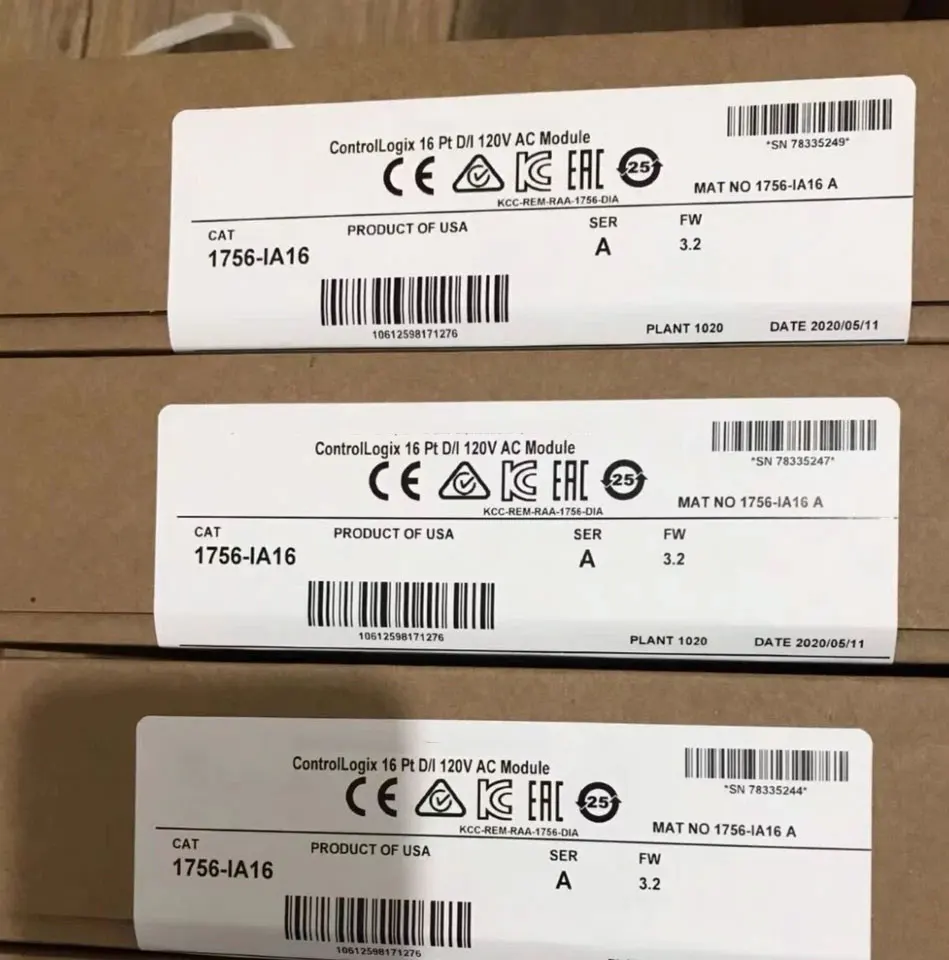 ControlLogix 16 Pt D/I 120V AC Module
*SN 78335249*
CE EAC 25
KCC-REM-RAA-1756-DIA
MAT NO 1756-IA16 A
CAT PRODUCT OF USA SER FW
1756-IA16 A 3.2
10612598171276
PLANT 1020 DATE 2020/05/11
ControlLogix 16 Pt D/I 120V AC Module
*SN 78335247*
CE EAC 25
KCC-REM-RAA-1756-DIA
MAT NO 1756-IA16 A
CAT PRODUCT OF USA SER FW
1756-IA16 A 3.2
10612598171276
PLANT 1020 DATE 2020/05/11
ControlLogix 16 Pt D/I 120V AC Module
*SN 78335244*
CE EAC 25
KCC-REM-RAA-1756-DIA
MAT NO 1756-IA16 A
CAT PRODUCT OF USA SER FW
1756-IA16 A 3.2
10612598171276